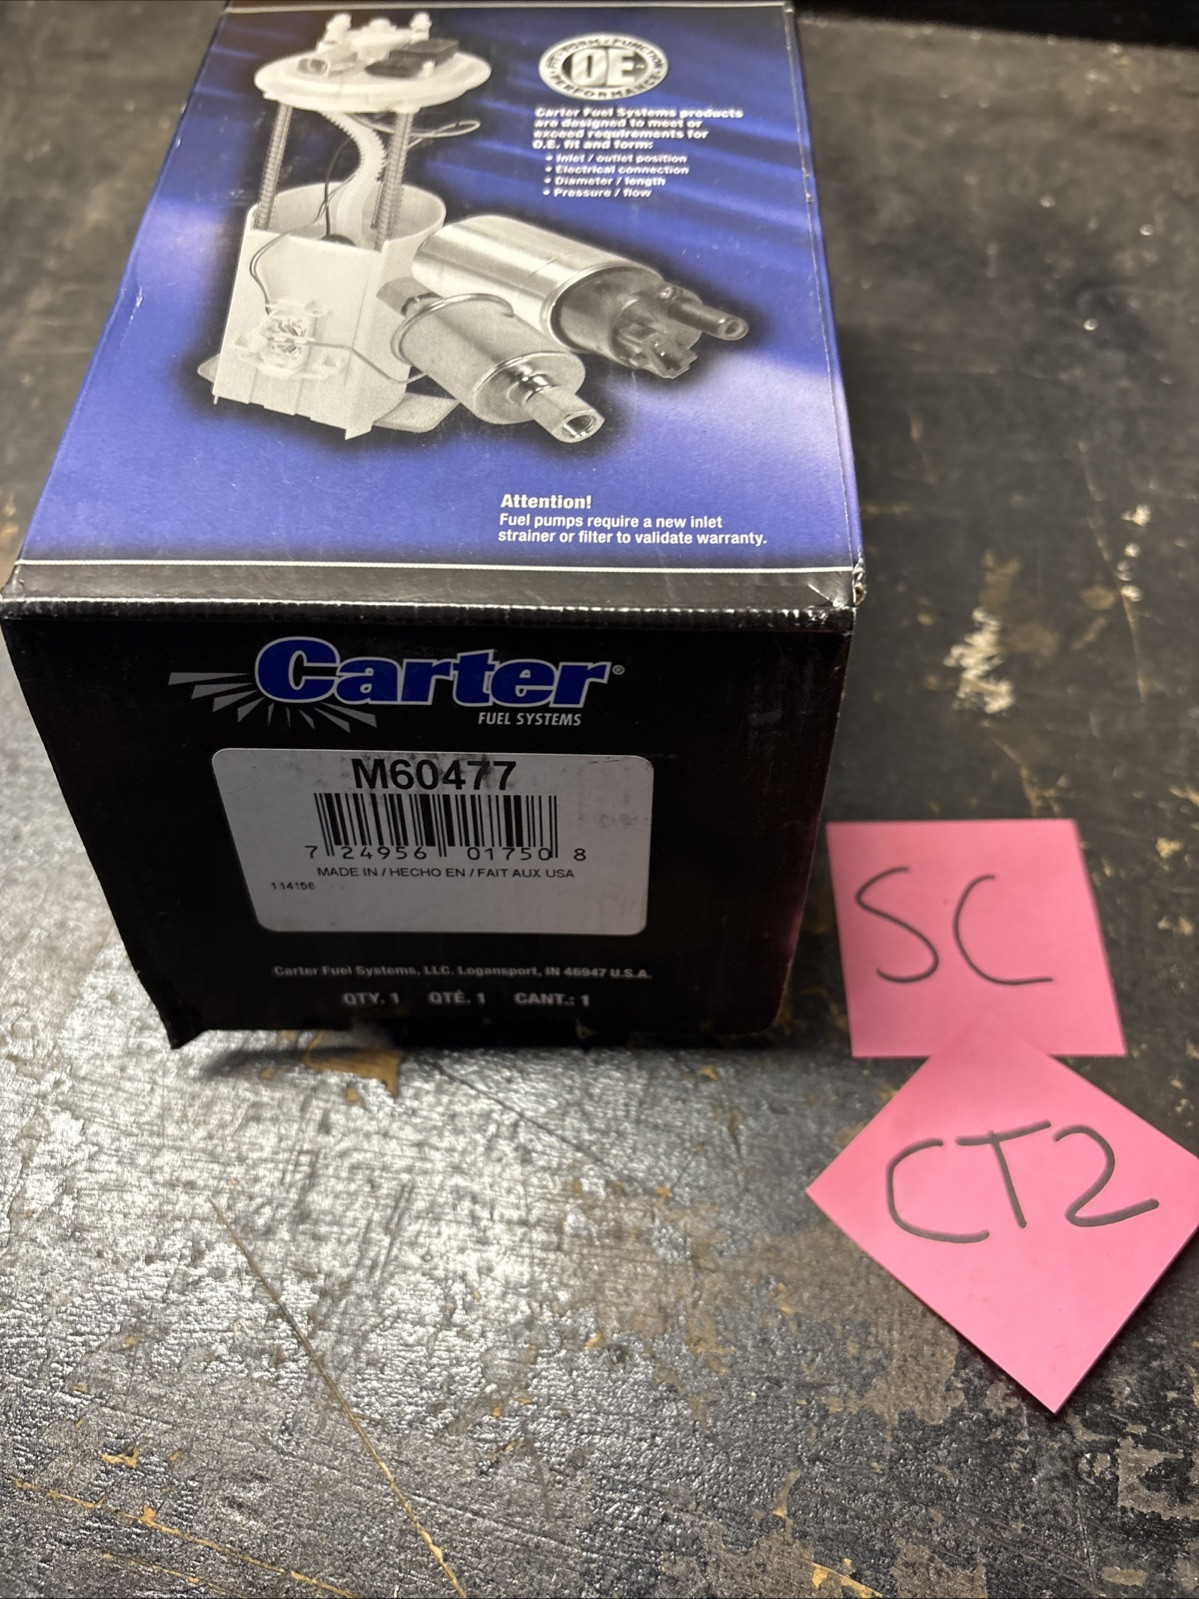 FORM / FUNCTION
OE
PERFORMANCE
Carter Fuel Systems products
are designed to meet or
exceed requirements for
O.E. fit and form:
• Inlet / outlet position
• Electrical connection
• Diameter / length
• Pressure / flow
Attention!
Fuel pumps require a new inlet
strainer or filter to validate warranty.
Carter®
FUEL SYSTEMS
M60477
7 24956 01750 8
MADE IN / HECHO EN / FAIT AUX USA
114156
Carter Fuel Systems, LLC. Logansport, IN 46947 U.S.A.
QTY. 1 QTÉ. 1 CANT.: 1
SC
CT2